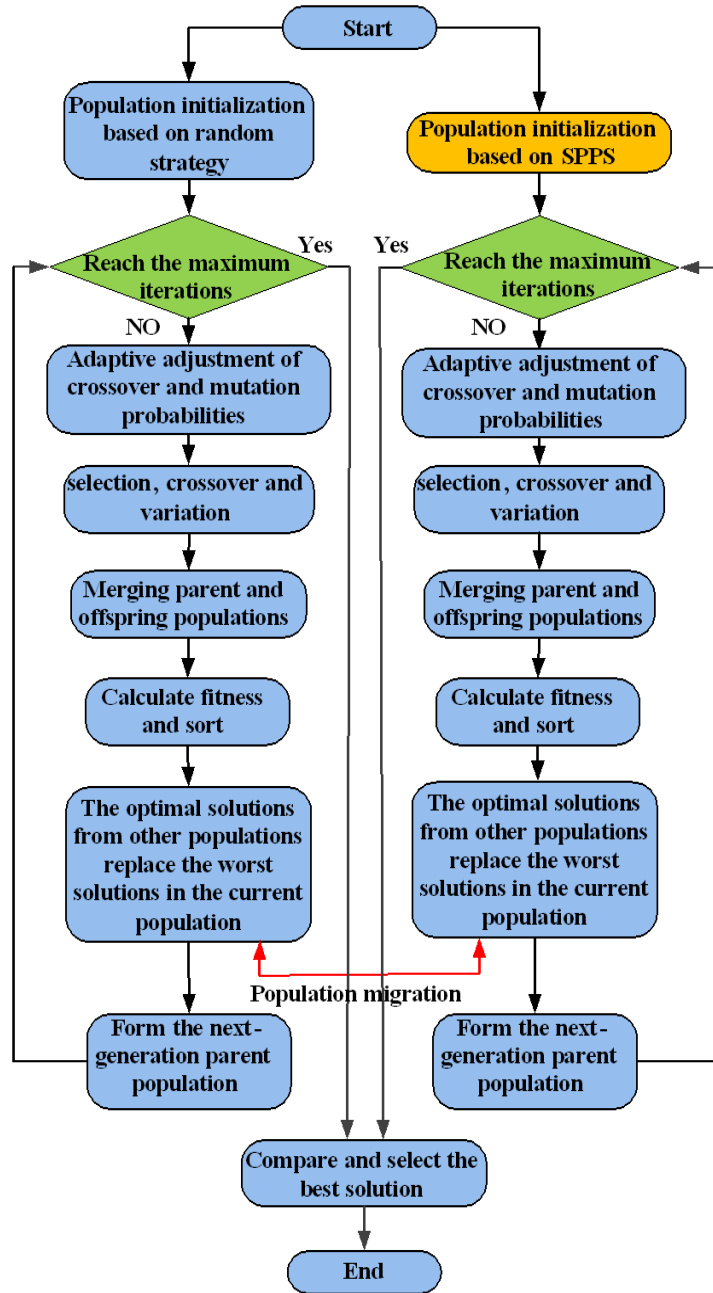 Start
Population initialization
based on random
strategy
Population initialization
based on SPPS
Reach the maximum
iterations
Yes
NO
Adaptive adjustment of
crossover and mutation
probabilities
selection, crossover and
variation
Merging parent and
offspring populations
Calculate fitness
and sort
The optimal solutions
from other populations
replace the worst
solutions in the current
population
Form the next-
generation parent
population
Yes
Reach the maximum
iterations
NO
Adaptive adjustment of
crossover and mutation
probabilities
selection, crossover and
variation
Merging parent and
offspring populations
Calculate fitness
and sort
The optimal solutions
from other populations
replace the worst
solutions in the current
population
Population migration
Form the next-
generation parent
population
Compare and select the
best solution
End